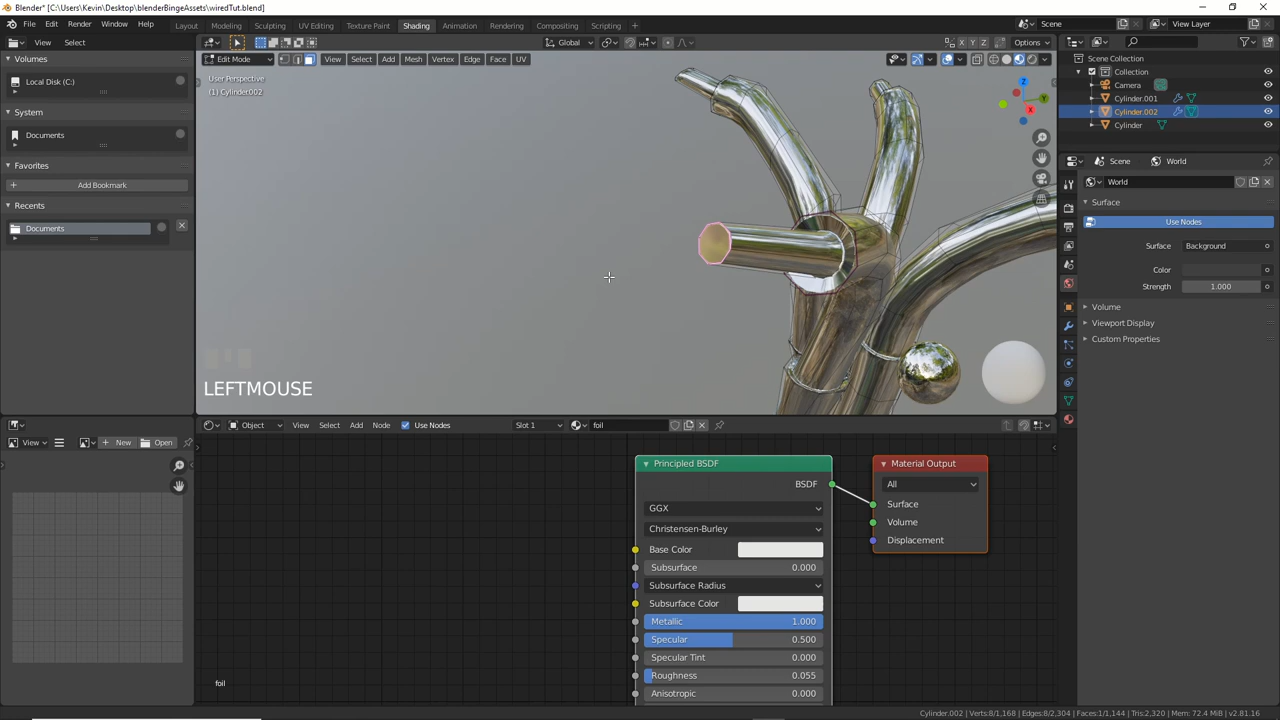 Blender* [C:\Users\Kevin\Desktop\blenderBingeAssets\wiredTut.blend]
File Edit Render Window Help Layout Modeling Sculpting UV Editing Texture Paint Shading Animation Rendering Compositing Scripting Scene View Layer
View Select
Volumes
Local Disk (C:)
System
Documents
Favorites
Add Bookmark
Recents
Documents
Global Options
Edit Mode View Select Add Mesh Vertex Edge Face UV
User Perspective
(1) Cylinder.002
LEFTMOUSE
Z
Y
X
Scene Collection
Collection
Camera
Cylinder.001
Cylinder.002
Cylinder
Scene World
World
Surface
Use Nodes
Surface Background
Color
Strength 1.000
Volume
Viewport Display
Custom Properties
View New Open
Object View Select Add Node Use Nodes Slot 1 foil
Principled BSDF
BSDF
GGX
Christensen-Burley
Base Color
Subsurface 0.000
Subsurface Radius
Subsurface Color
Metallic 1.000
Specular 0.500
Specular Tint 0.000
Roughness 0.055
Anisotropic 0.000
Material Output
All
Surface
Volume
Displacement
foil
Cylinder.002 | Verts:8/1,168 | Edges:8/2,304 | Faces:1/1,144 | Tris:2,320 | Mem: 72.4 MiB | v2.81.16